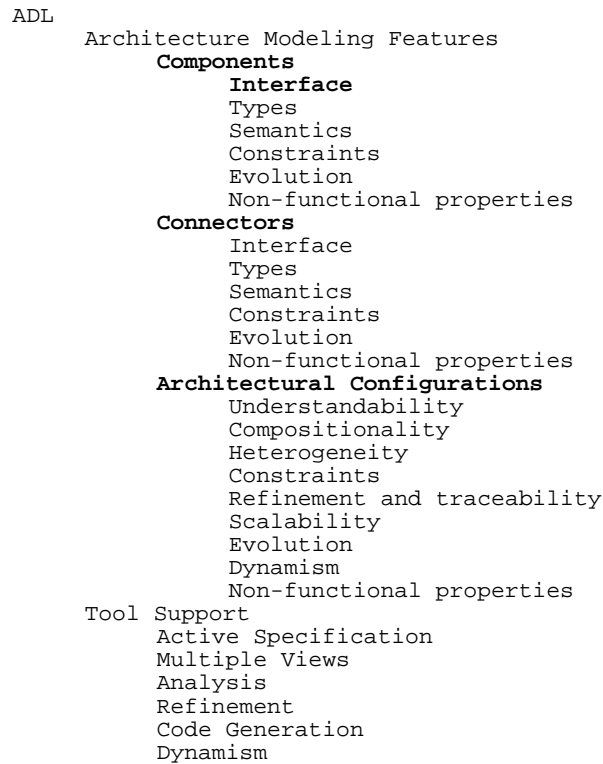 ADL
Architecture Modeling Features
Components
Interface
Types
Semantics
Constraints
Evolution
Non-functional properties
Connectors
Interface
Types
Semantics
Constraints
Evolution
Non-functional properties
Architectural Configurations
Understandability
Compositionality
Heterogeneity
Constraints
Refinement and traceability
Scalability
Evolution
Dynamism
Non-functional properties
Tool Support
Active Specification
Multiple Views
Analysis
Refinement
Code Generation
Dynamism